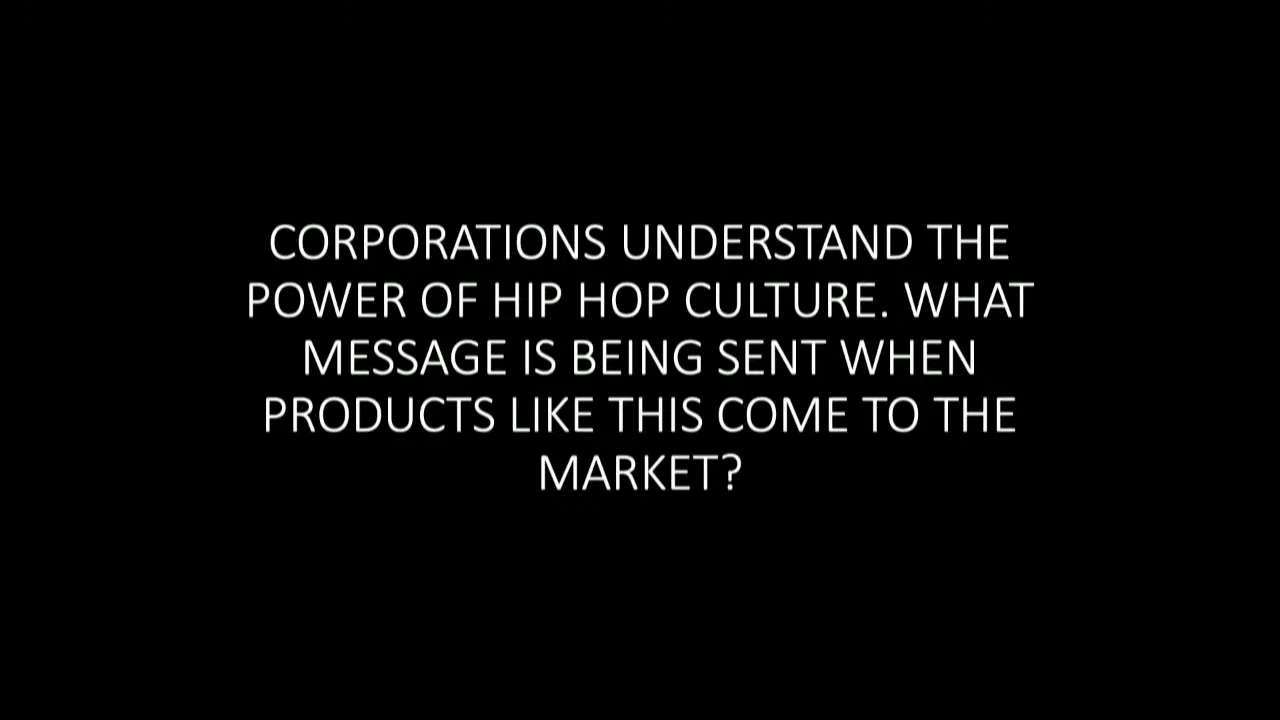 CORPORATIONS UNDERSTAND THE
POWER OF HIP HOP CULTURE. WHAT
MESSAGE IS BEING SENT WHEN
PRODUCTS LIKE THIS COME TO THE
MARKET?